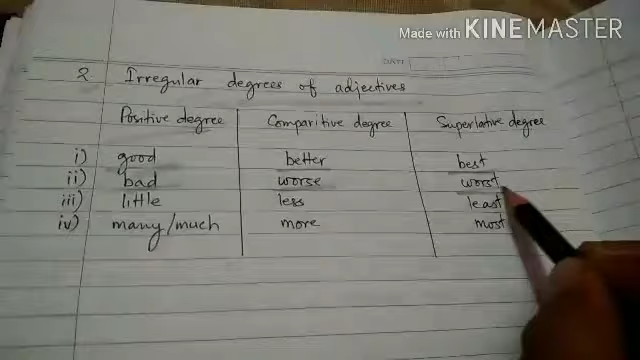 Made with KINEMASTER
DATE
2 Irregular degrees of adjectives
Positive degree Comparitive degree Superlative degree
i) good better best
ii) bad worse worst
iii) little less least
iv) many/much more most